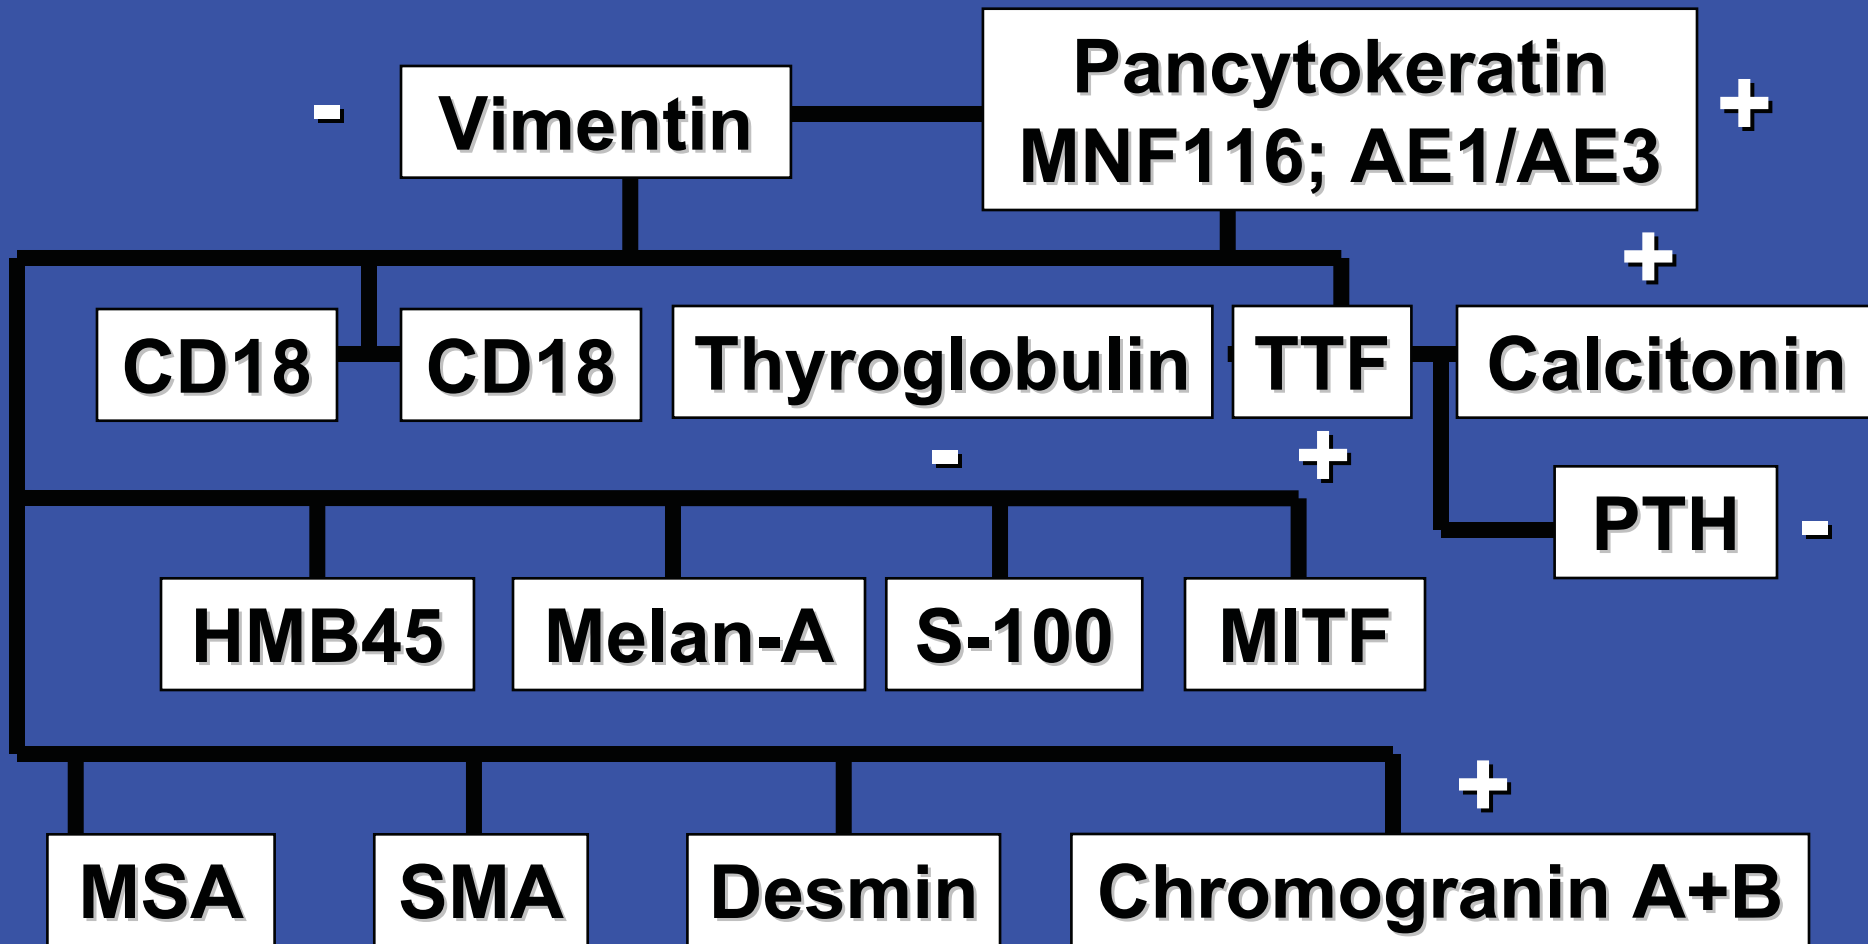 Pancytokeratin
- Vimentin MNF116; AE1/AE3 +
+
CD18 CD18 Thyroglobulin TTF Calcitonin
- +
PTH -
HMB45 Melan-A S-100 MITF
+
MSA SMA Desmin Chromogranin A+B